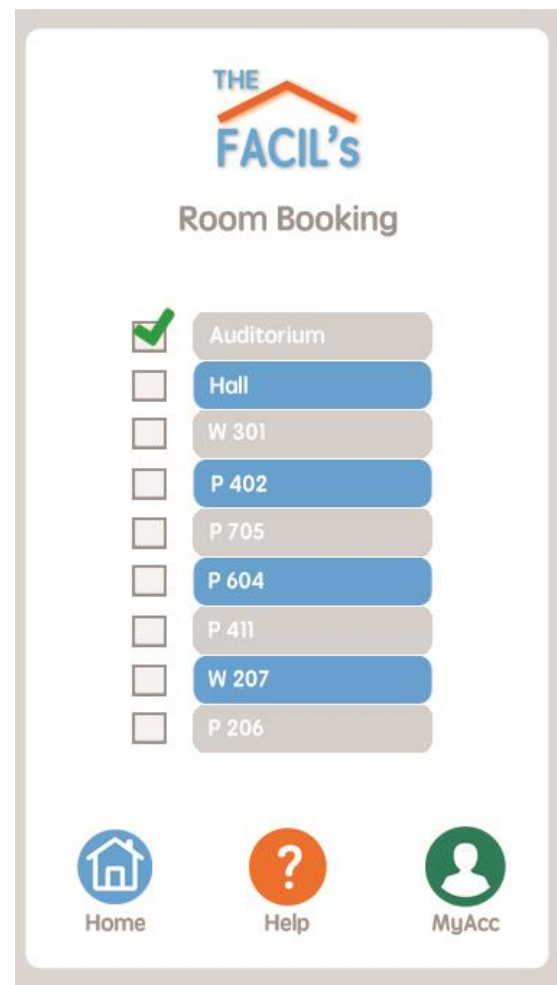 THE
FACIL's
Room Booking
Auditorium
Hall
W 301
P 402
P 705
P 604
P 411
W 207
P 206
?
Home
Help
MyAcc